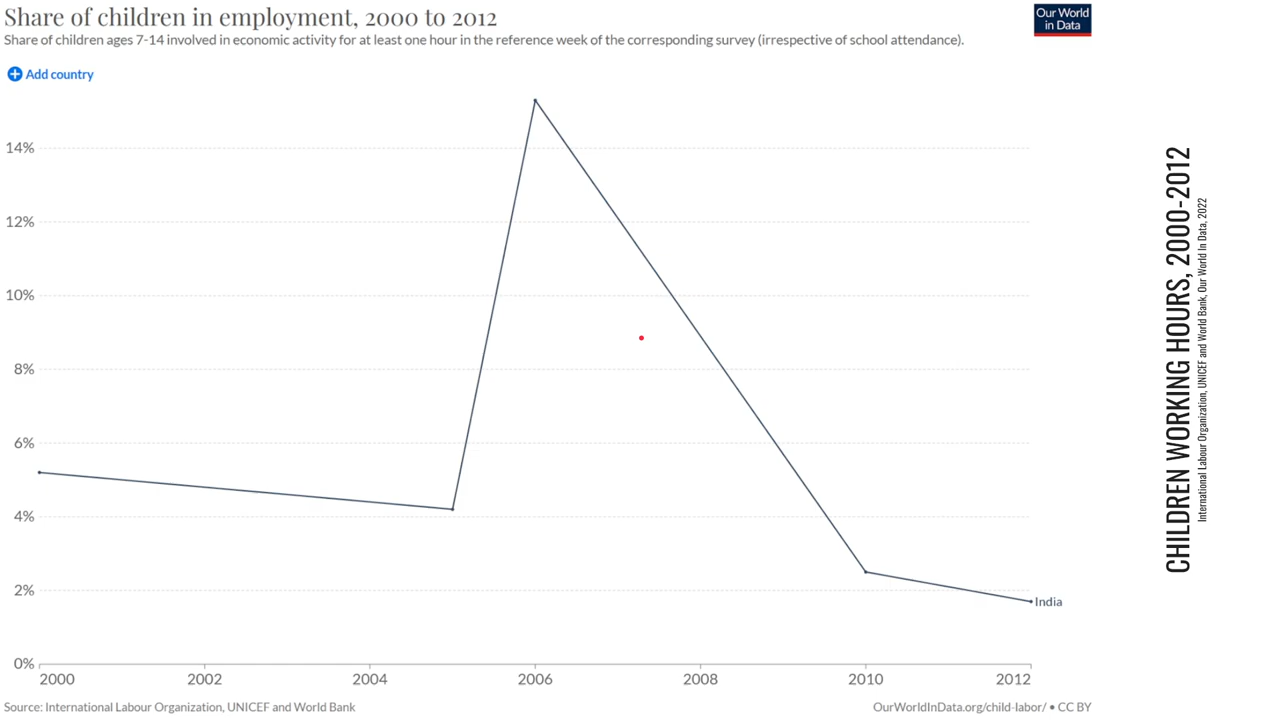 Share of children in employment, 2000 to 2012
Share of children ages 7-14 involved in economic activity for at least one hour in the reference week of the corresponding survey (irrespective of school attendance).
Our World
in Data
Add country
14%
12%
10%
8%
6%
4%
2%
0%
India
2000
2002
2004
2006
2008
2010
2012
Source: International Labour Organization, UNICEF and World Bank
OurWorldInData.org/child-labor/ • CC BY
CHILDREN WORKING HOURS, 2000-2012
International Labour Organization, UNICEF and World Bank, Our World In Data, 2022